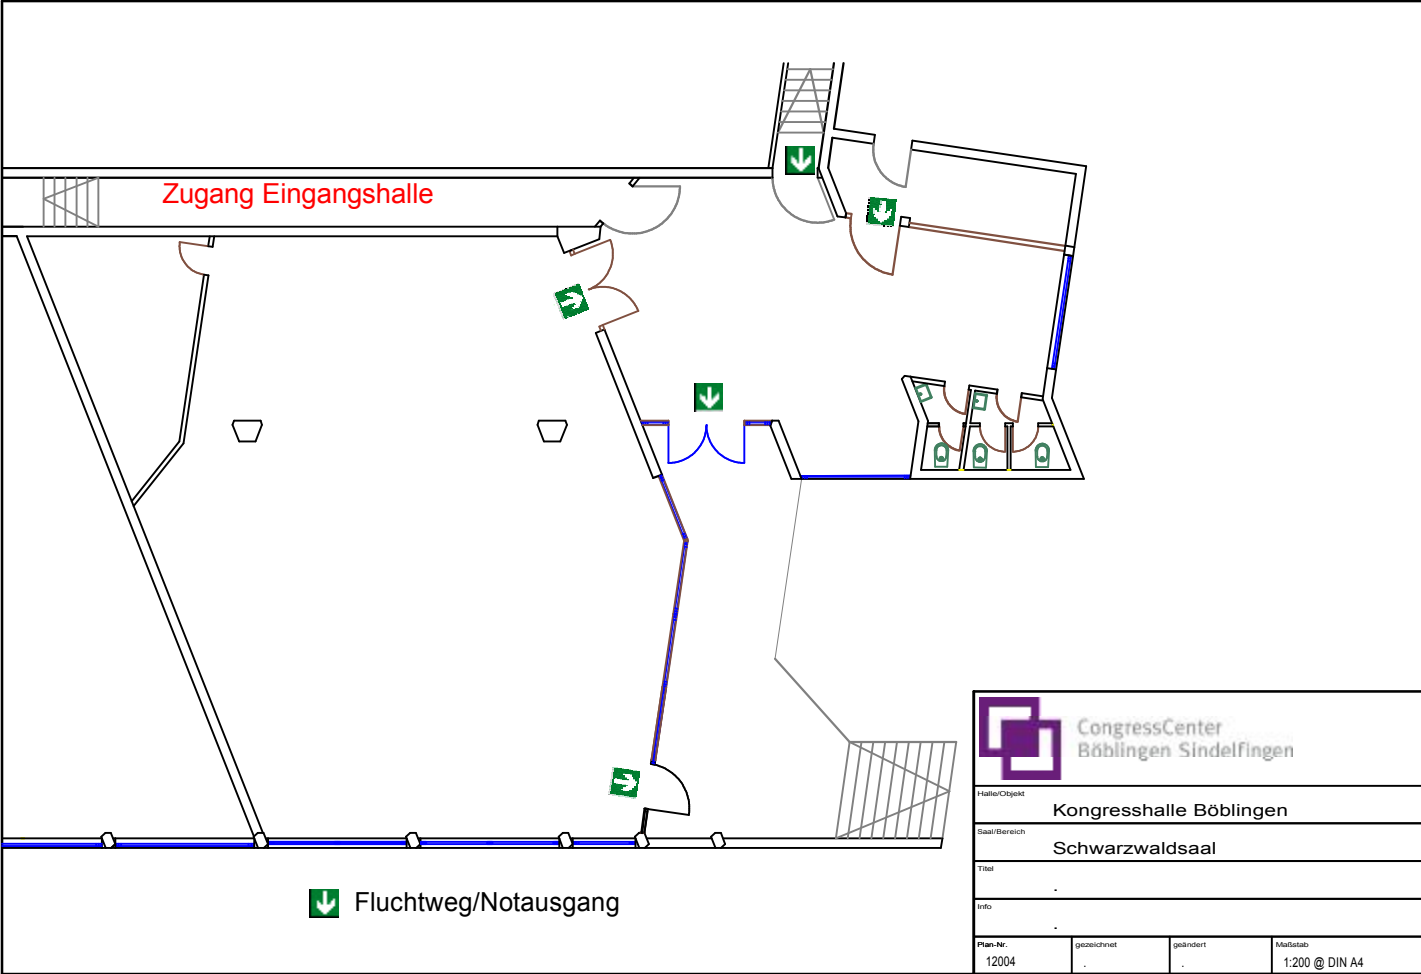 Zugang Eingangshalle
Fluchtweg/Notausgang
CongressCenter
Böblingen Sindelfingen
Halle/Objekt
Kongresshalle Böblingen
Saal/Bereich
Schwarzwaldsaal
Titel
.
Info
.
Plan-Nr. gezeichnet geändert Maßstab
12004 . . 1:200 @ DIN A4